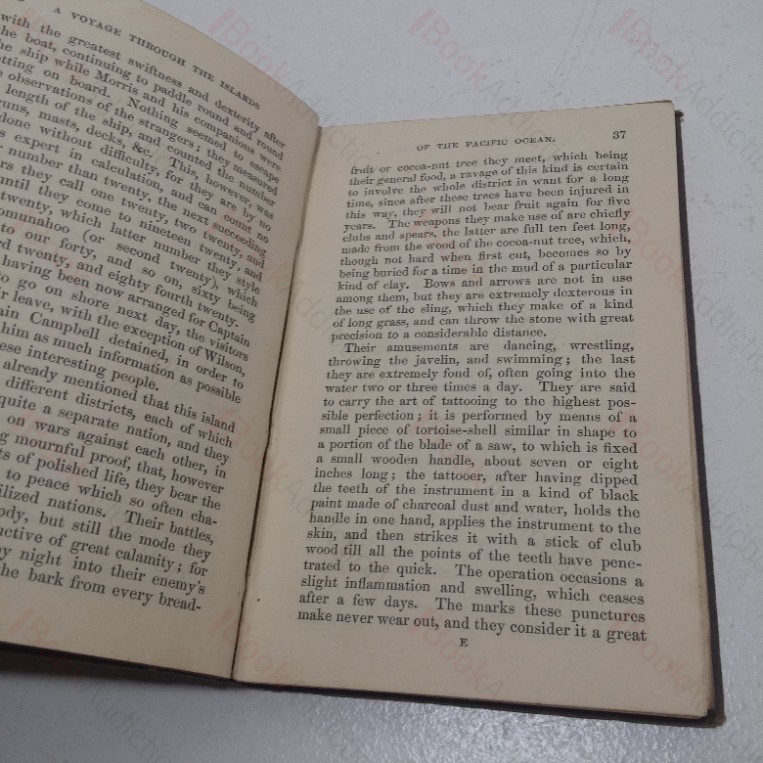 A VOYAGE THROUGH THE ISLANDS
with the greatest swiftness and dexterity after
the boat, continuing to paddle round and round
the ship while Morris and his companions were
getting on board. Nothing seemed to escape
observations of the strangers; they measured
length of the ship, and counted the number
guns, masts, decks, &c. This, however, was
done without difficulty, for they are by no
expert in calculation, and can count no
number than twenty, the next succeeding
they call one twenty, two twenty, and
until they come to nineteen twenty, and
twenty, which latter number they style
omunahoo (or second twenty), which
to our forty, and so on, sixty being
twenty, and eighty fourth twenty.
having been now arranged for Captain
to go on shore next day, the visitors
leave, with the exception of Wilson,
Campbell detained, in order to
him as much information as possible
these interesting people.
already mentioned that this island
different districts, each of which
quite a separate nation, and they
on wars against each other, in
mournful proof, that, however
of polished life, they bear the
to peace which so often cha-
nations. Their battles,
but still the mode they
of great calamity; for
by night into their enemy's
the bark from every bread-
OF THE PACIFIC OCEAN. 37
fruit or cocoa-nut tree they meet, which being
their general food, a ravage of this kind is certain
to involve the whole district in want for a long
time, since after these trees have been injured in
this way, they will not bear fruit again for five
years. The weapons they make use of are chiefly
clubs and spears, the latter are full ten feet long,
made from the wood of the cocoa-nut tree, which,
though not hard when first cut, becomes so by
being buried for a time in the mud of a particular
kind of clay. Bows and arrows are not in use
among them, but they are extremely dexterous in
the use of the sling, which they make of a kind
of long grass, and can throw the stone with great
precision to a considerable distance.
Their amusements are dancing, wrestling,
throwing the javelin, and swimming; the last
they are extremely fond of, often going into the
water two or three times a day. They are said
to carry the art of tattooing to the highest pos-
sible perfection; it is performed by means of a
small piece of tortoise-shell similar in shape to
a portion of the blade of a saw, to which is fixed
a small wooden handle, about seven or eight
inches long; the tattooer, after having dipped
the teeth of the instrument in a kind of black
paint made of charcoal dust and water, holds the
handle in one hand, applies the instrument to the
skin, and then strikes it with a stick of club
wood till all the points of the teeth have pene-
trated to the quick. The operation occasions a
slight inflammation and swelling, which ceases
after a few days. The marks these punctures
make never wear out, and they consider it a great
E